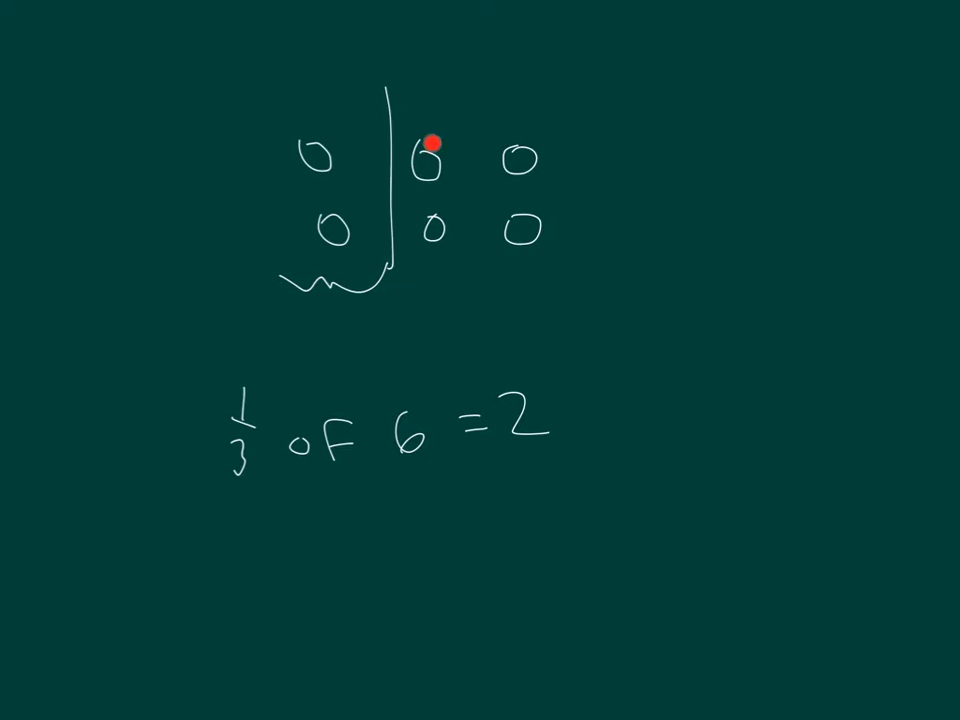 1/3 of 6 = 2